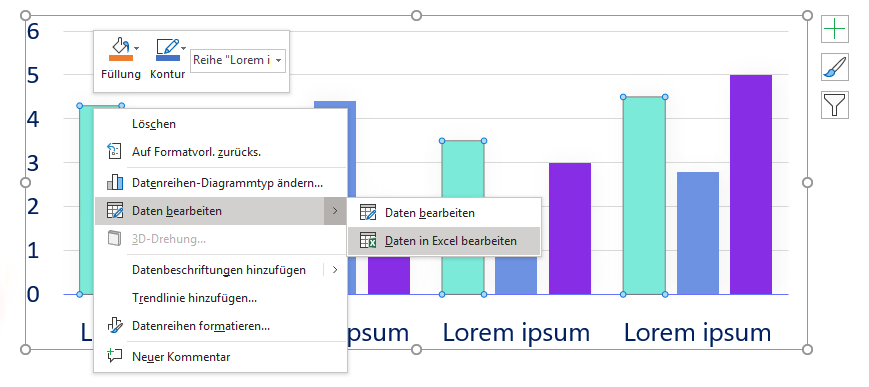 6
5
4
3
2
1
0
Füllung
Kontur
Reihe "Lorem i
Löschen
Auf Formatvorl. zurücks.
Datenreihen-Diagrammtyp ändern...
Daten bearbeiten
3D-Drehung...
Datenbeschriftungen hinzufügen
Trendlinie hinzufügen...
Datenreihen formatieren...
Neuer Kommentar
Daten bearbeiten
Daten in Excel bearbeiten
L
psum
Lorem ipsum
Lorem ipsum